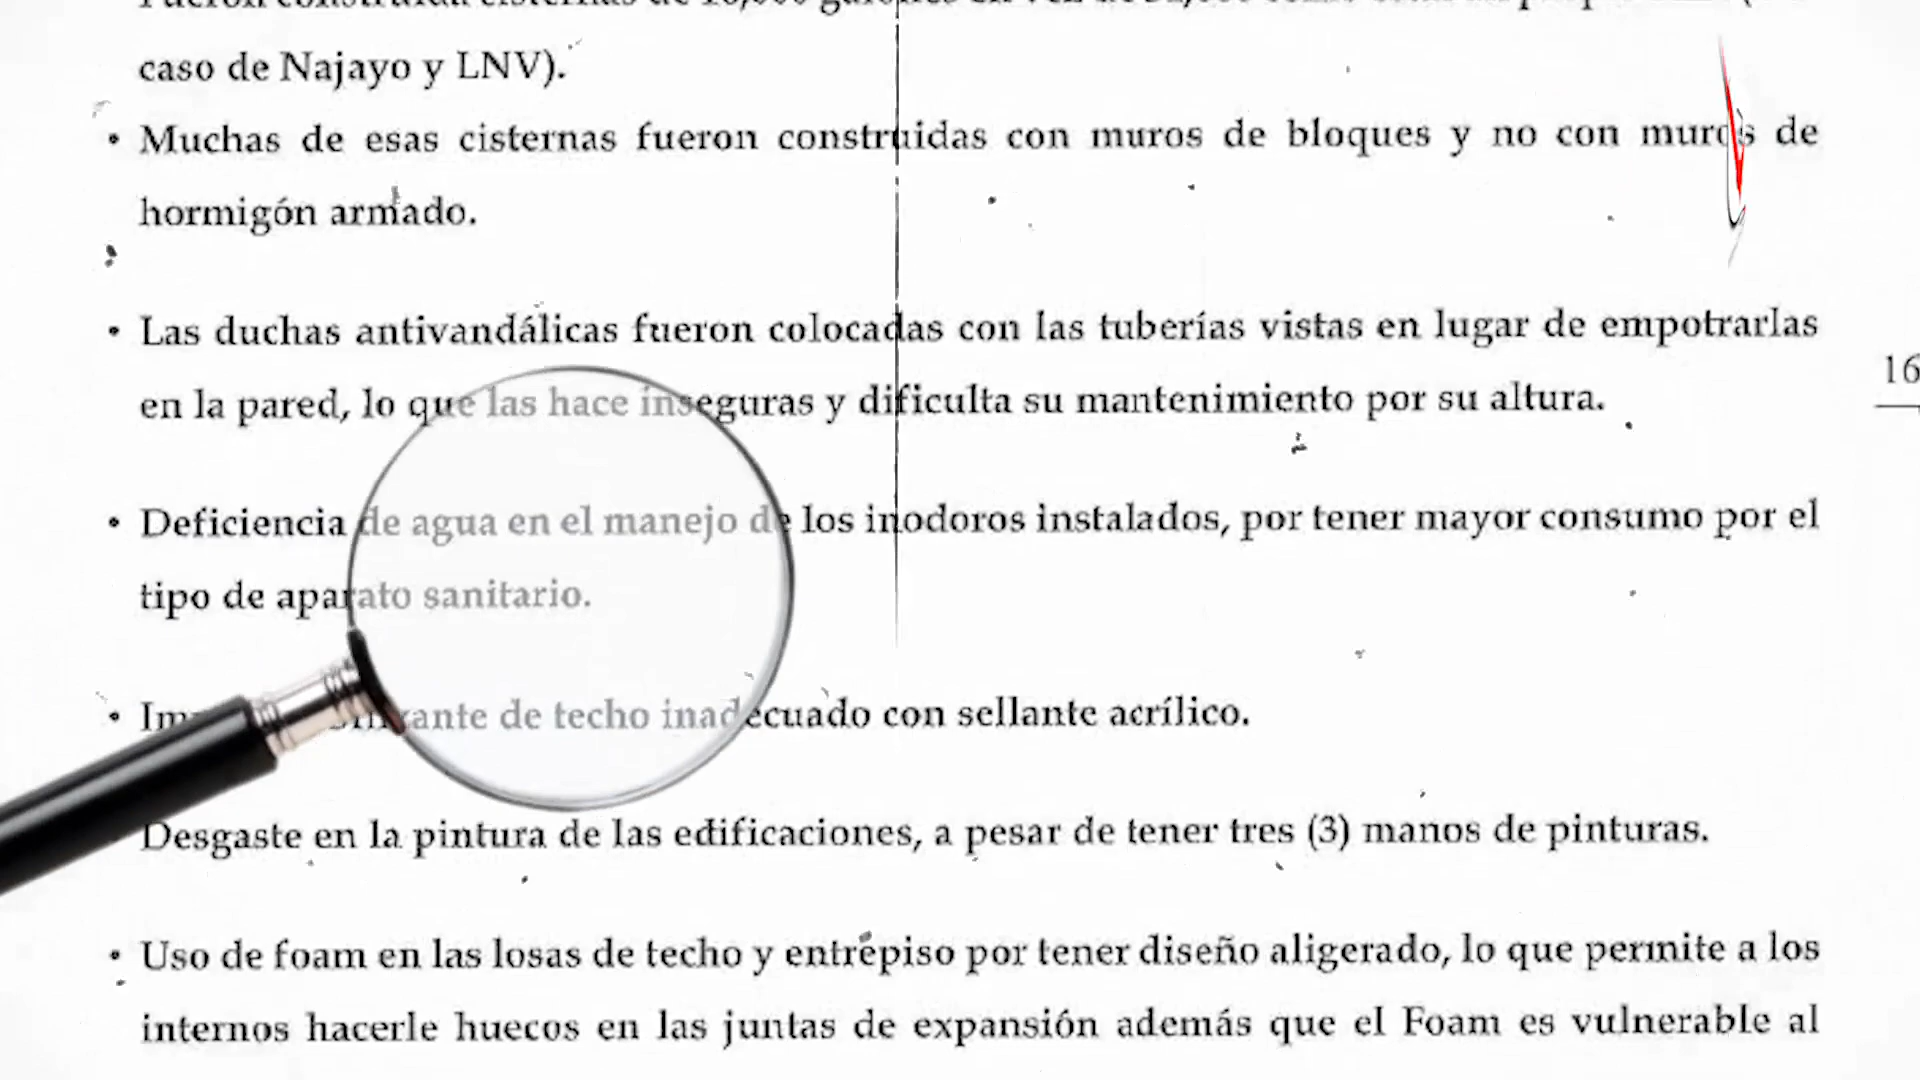 caso de Najayo y LNV).
• Muchas de esas cisternas fueron construidas con muros de bloques y no con muros de
hormigón armado.
• Las duchas antivandálicas fueron colocadas con las tuberías vistas en lugar de empotrarlas
en la pared, lo que las hace inseguras y dificulta su mantenimiento por su altura.
16
• Deficiencia de agua en el manejo de los inodoros instalados, por tener mayor consumo por el
tipo de aparato sanitario.
• de techo inadecuado con sellante acrílico.
Desgaste en la pintura de las edificaciones, a pesar de tener tres (3) manos de pinturas.
• Uso de foam en las losas de techo y entrepiso por tener diseño aligerado, lo que permite a los
internos hacerle huecos en las juntas de expansión además que el Foam es vulnerable al